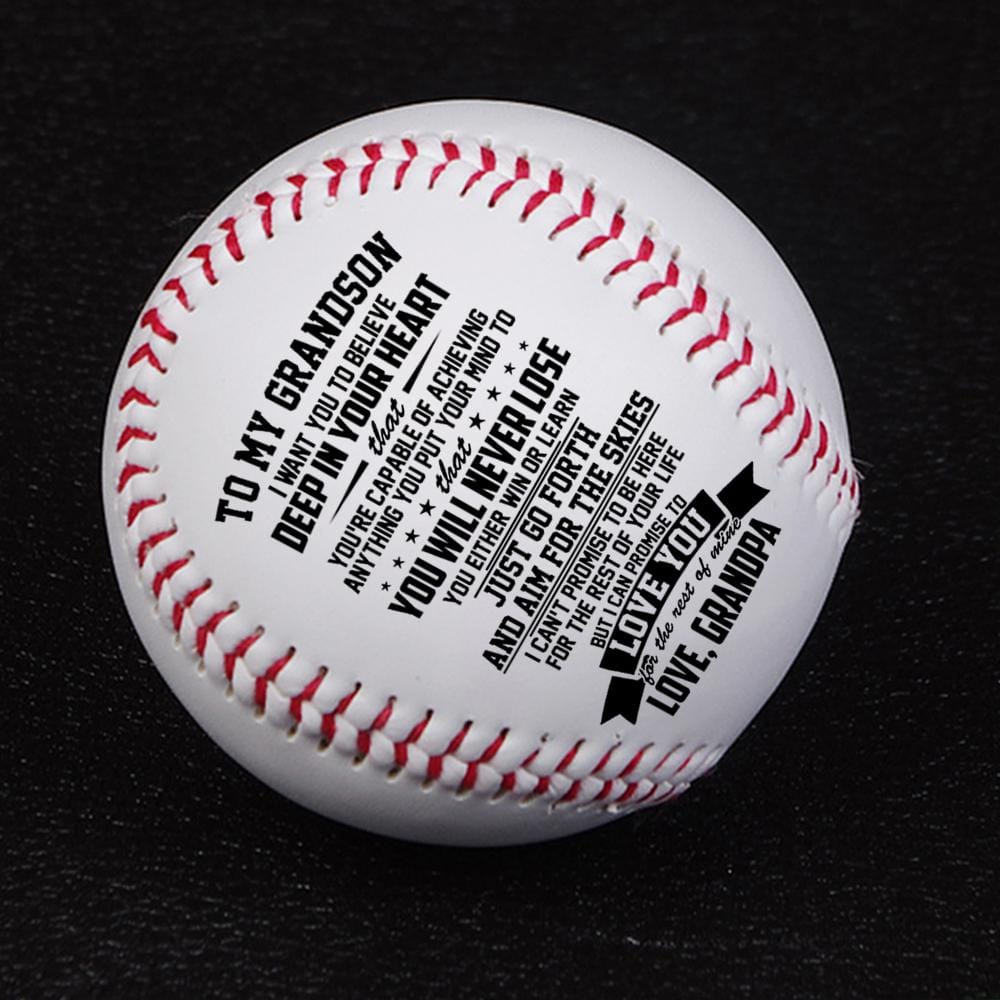 TO MY GRANDSON
I WANT YOU TO BELIEVE
DEEP IN YOUR HEART
that
YOU'RE CAPABLE OF ACHIEVING
ANYTHING YOU PUT YOUR MIND TO
that
YOU WILL NEVER LOSE
YOU EITHER WIN OR LEARN
JUST GO FORTH
AND AIM FOR THE SKIES
I CAN'T PROMISE TO BE HERE
FOR THE REST OF YOUR LIFE
BUT I CAN PROMISE TO
LOVE YOU
for the rest of mine
LOVE, GRANDPA